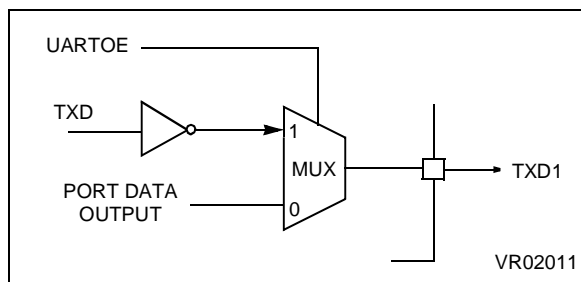 UARTOE
TXD
1
MUX
TXD1
PORT DATA
OUTPUT
0
VR02011